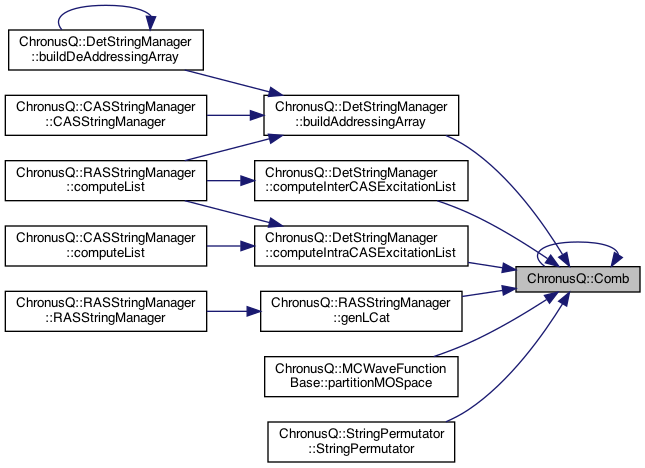 ChronusQ::DetStringManager
::buildDeAddressingArray
ChronusQ::CASStringManager
::CASStringManager
ChronusQ::RASStringManager
::computeList
ChronusQ::CASStringManager
::computeList
ChronusQ::RASStringManager
::RASStringManager
ChronusQ::DetStringManager
::buildAddressingArray
ChronusQ::DetStringManager
::computeInterCASExcitationList
ChronusQ::DetStringManager
::computeIntraCASExcitationList
ChronusQ::RASStringManager
::genLCat
ChronusQ::MCWaveFunction
Base::partitionMOSpace
ChronusQ::StringPermutator
::StringPermutator
ChronusQ::Comb